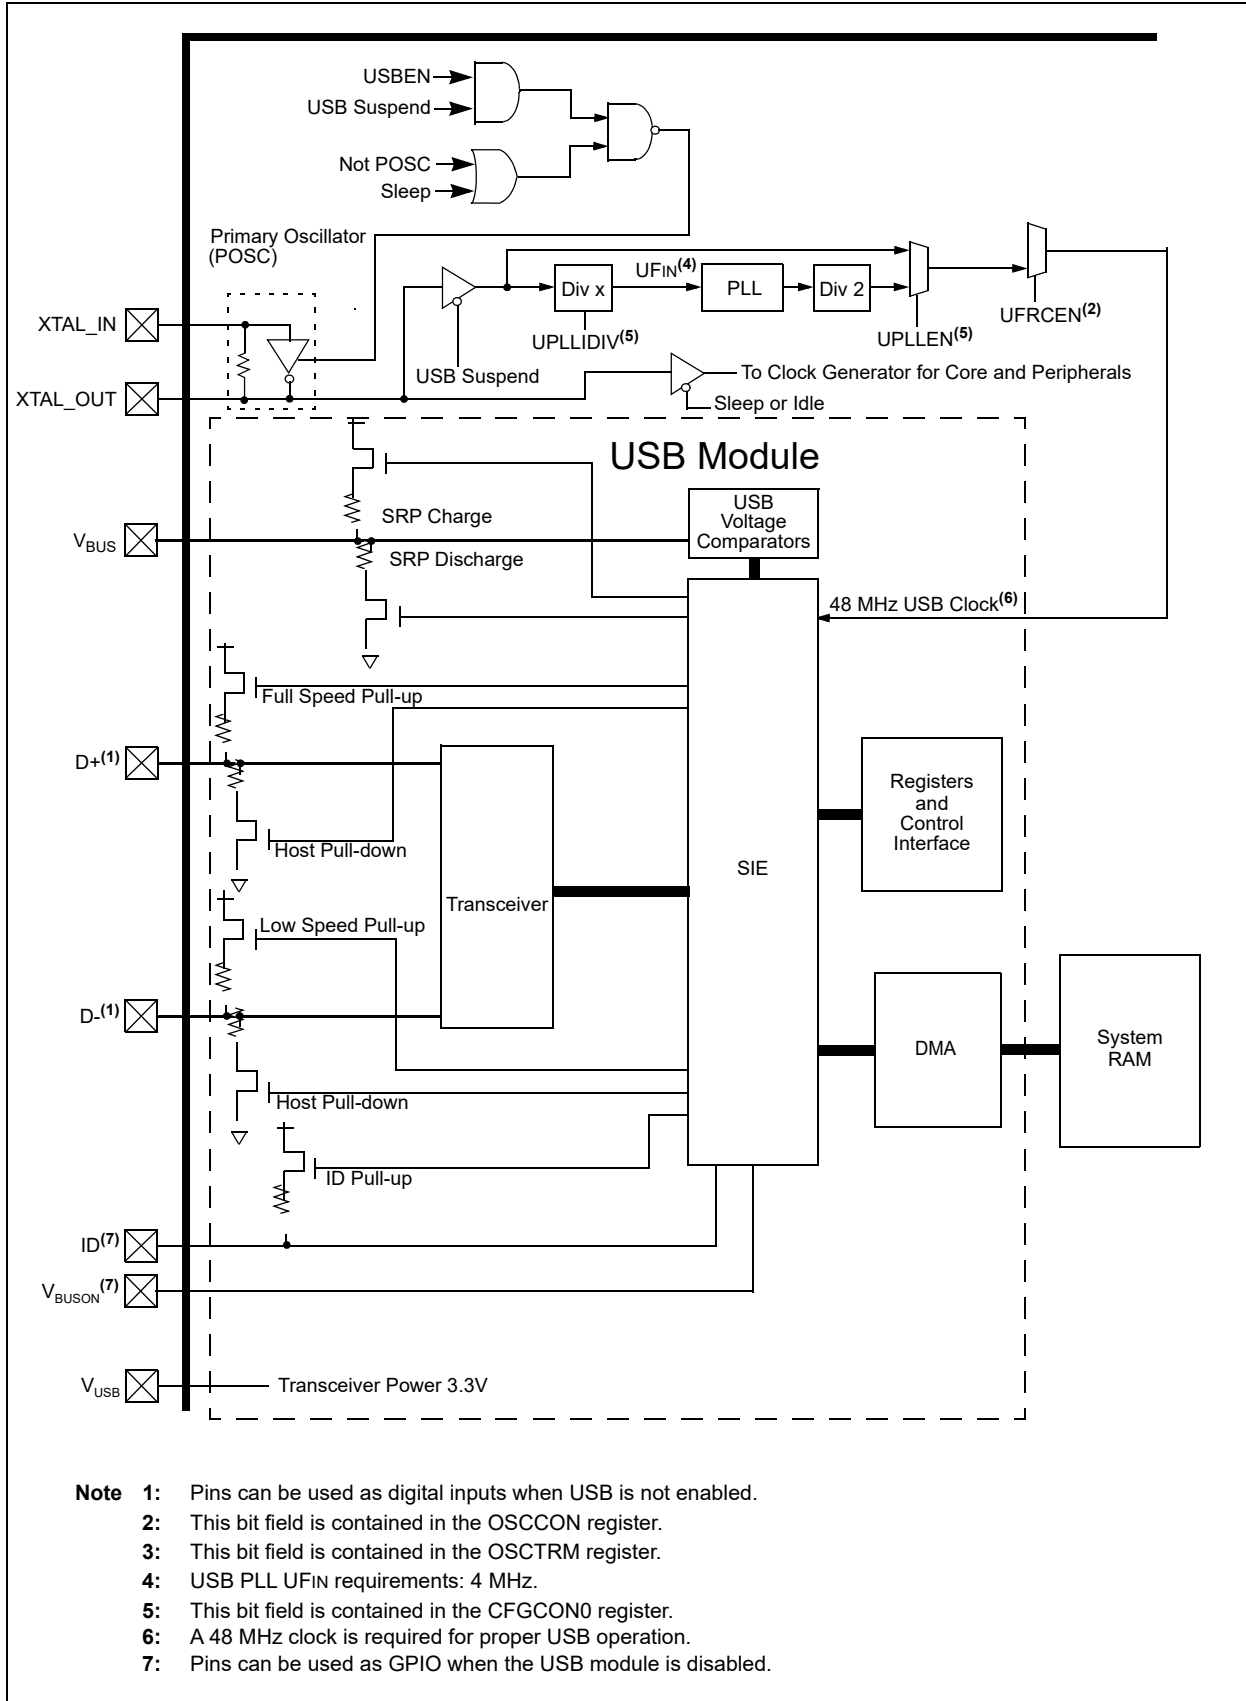 USBEN
USB Suspend
Not POSC
Sleep
Primary Oscillator
(POSC)
UFIN(4)
Div x
PLL
Div 2
UFRCEN(2)
XTAL_IN
UPLLIDIV(5)
UPLLEN(5)
USB Suspend
To Clock Generator for Core and Peripherals
XTAL_OUT
Sleep or Idle
USB Module
USB
Voltage
Comparators
SRP Charge
VBUS
SRP Discharge
48 MHz USB Clock(6)
Full Speed Pull-up
D+(1)
Registers
and
Control
Interface
Host Pull-down
SIE
Transceiver
Low Speed Pull-up
D-(1)
DMA
System
RAM
Host Pull-down
ID Pull-up
ID(7)
VBUSON(7)
VUSB
Transceiver Power 3.3V
Note 1: Pins can be used as digital inputs when USB is not enabled.
2: This bit field is contained in the OSCCON register.
3: This bit field is contained in the OSCTRM register.
4: USB PLL UFIN requirements: 4 MHz.
5: This bit field is contained in the CFGCON0 register.
6: A 48 MHz clock is required for proper USB operation.
7: Pins can be used as GPIO when the USB module is disabled.